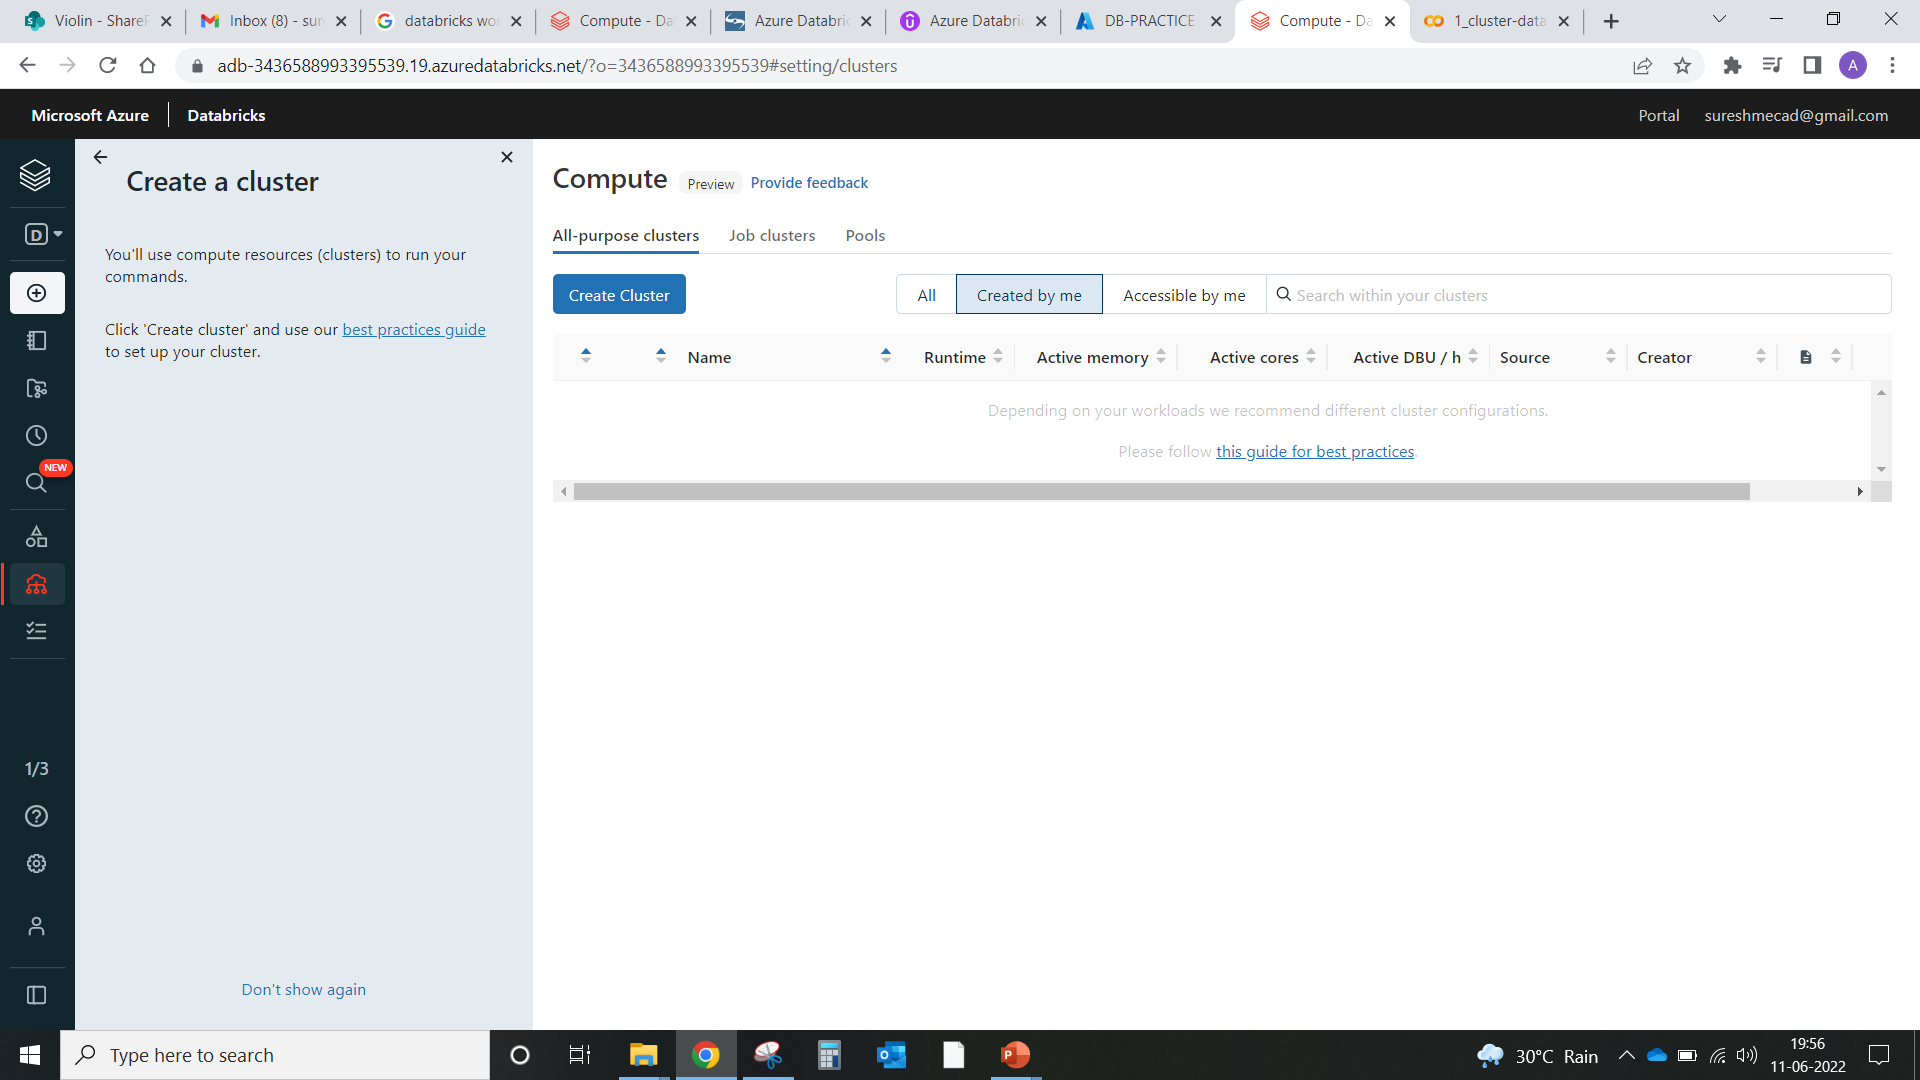 Violin - ShareP
Inbox (8) - sur
databricks wor
Compute - Da
Azure Databric
Azure Databric
DB-PRACTICE
Compute - Da
1_cluster-data
adb-3436588993395539.19.azuredatabricks.net/?o=3436588993395539#setting/clusters
A
Microsoft Azure
Databricks
Portal
sureshmecad@gmail.com
Create a cluster
You'll use compute resources (clusters) to run your
commands.
Click 'Create cluster' and use our best practices guide
to set up your cluster.
Don't show again
D
NEW
1/3
Compute
Preview
Provide feedback
All-purpose clusters
Job clusters
Pools
Create Cluster
All
Created by me
Accessible by me
Search within your clusters
Name
Runtime
Active memory
Active cores
Active DBU / h
Source
Creator
Depending on your workloads we recommend different cluster configurations.
Please follow this guide for best practices.
Type here to search
30°C Rain
19:56
11-06-2022